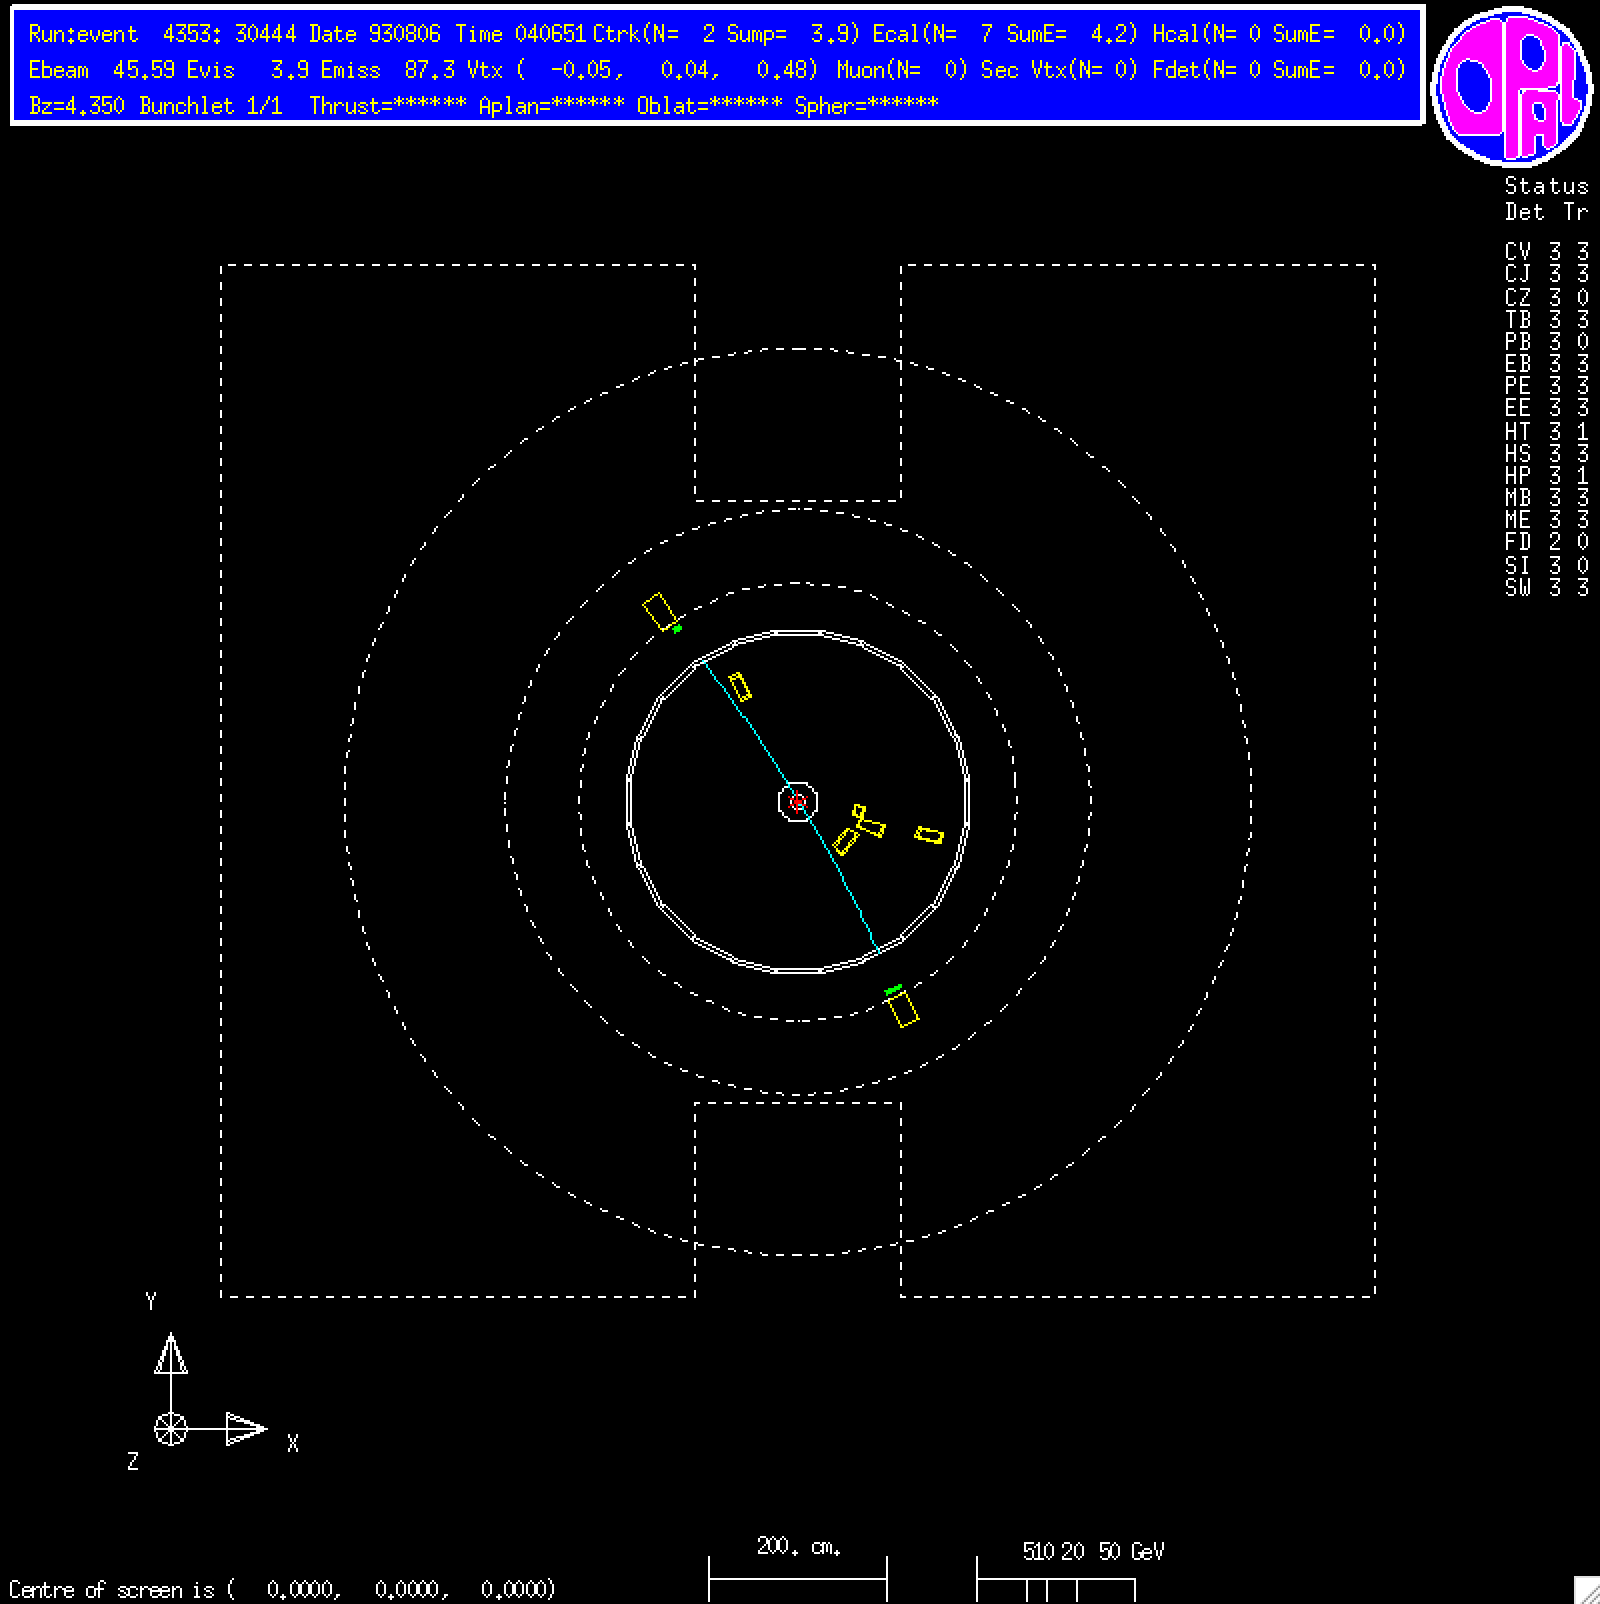 Run:event 4353: 30444 Date 930806 Time 040651 Ctrk(N= 2 Sump= 3.9) Ecal(N= 7 SumE= 4.2) Hcal(N= 0 SumE= 0.0)
Ebeam 45.59 Evis 3.9 Emiss 87.3 Vtx ( -0.05, 0.04, 0.48) Muon(N= 0) Sec Vtx(N= 0) Fdet(N= 0 SumE= 0.0)
Bz=4.350 Bunchlet 1/1 Thrust=****** Aplan=****** Oblat=****** Spher=******
OPAL
Status
Det Tr
CV 3 3
CJ 3 3
CZ 3 0
TB 3 3
PB 3 0
EB 3 3
PE 3 3
EE 3 3
HT 3 1
HS 3 3
HP 3 1
MB 3 3
ME 3 3
FD 2 0
SI 3 0
SW 3 3
Y
X
Z
200. cm.
5 10 20 50 GeV
Centre of screen is ( 0.0000, 0.0000, 0.0000)